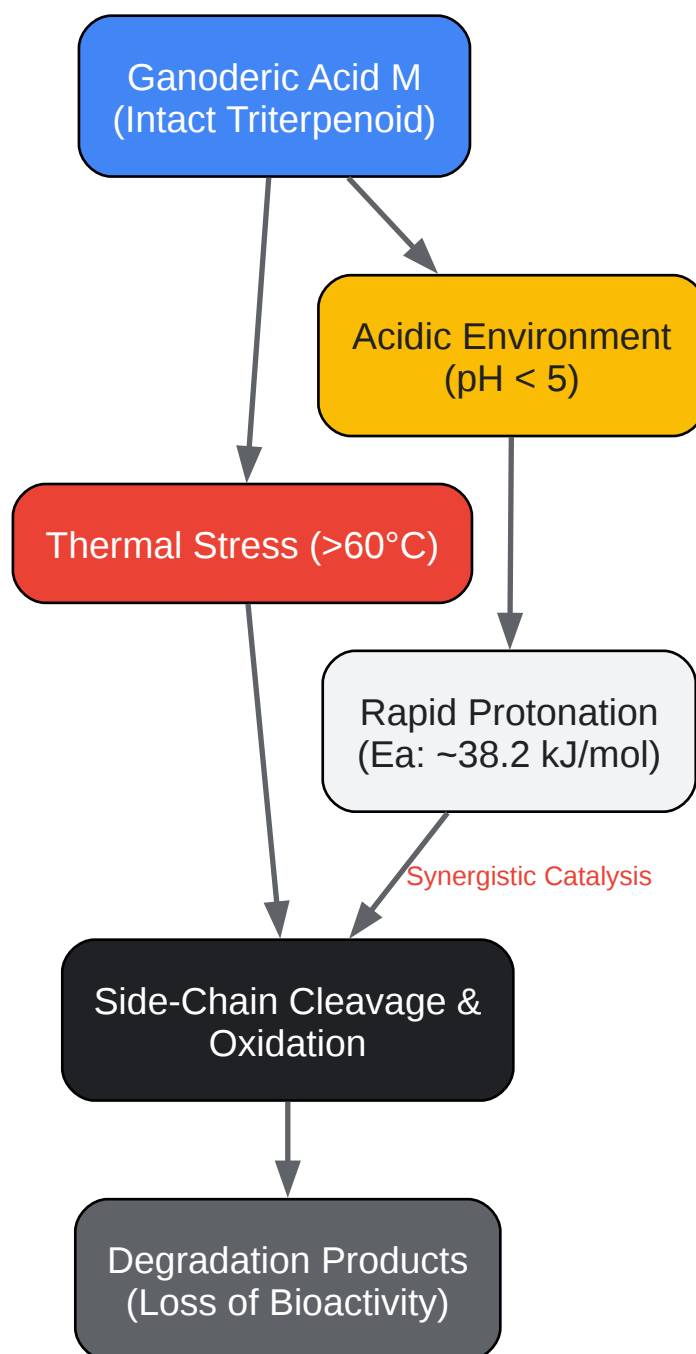 Ganoderic Acid M
(Intact Triterpenoid)
Acidic Environment
(pH < 5)
Thermal Stress (>60°C)
Rapid Protonation
(Ea: ~38.2 kJ/mol)
Synergistic Catalysis
Side-Chain Cleavage &
Oxidation
Degradation Products
(Loss of Bioactivity)